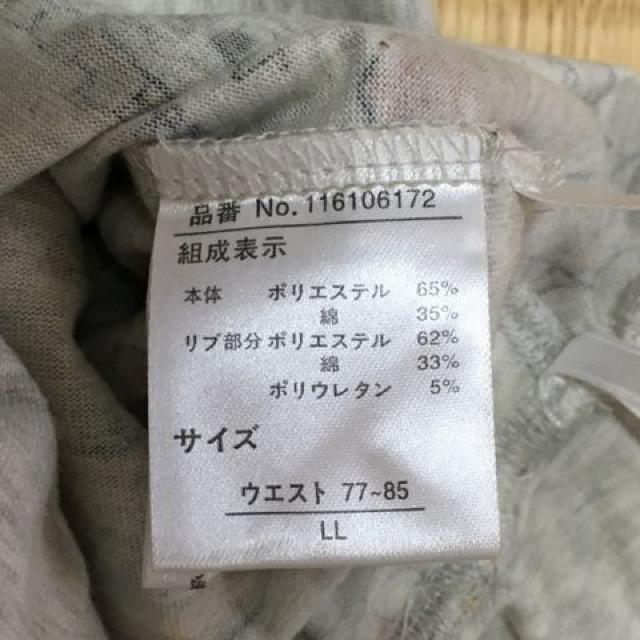 品番 No.116106172
組成表示
本体 ポリエステル 65%
綿 35%
リブ部分 ポリエステル 62%
綿 33%
ポリウレタン 5%
サイズ
ウエスト 77~85
LL